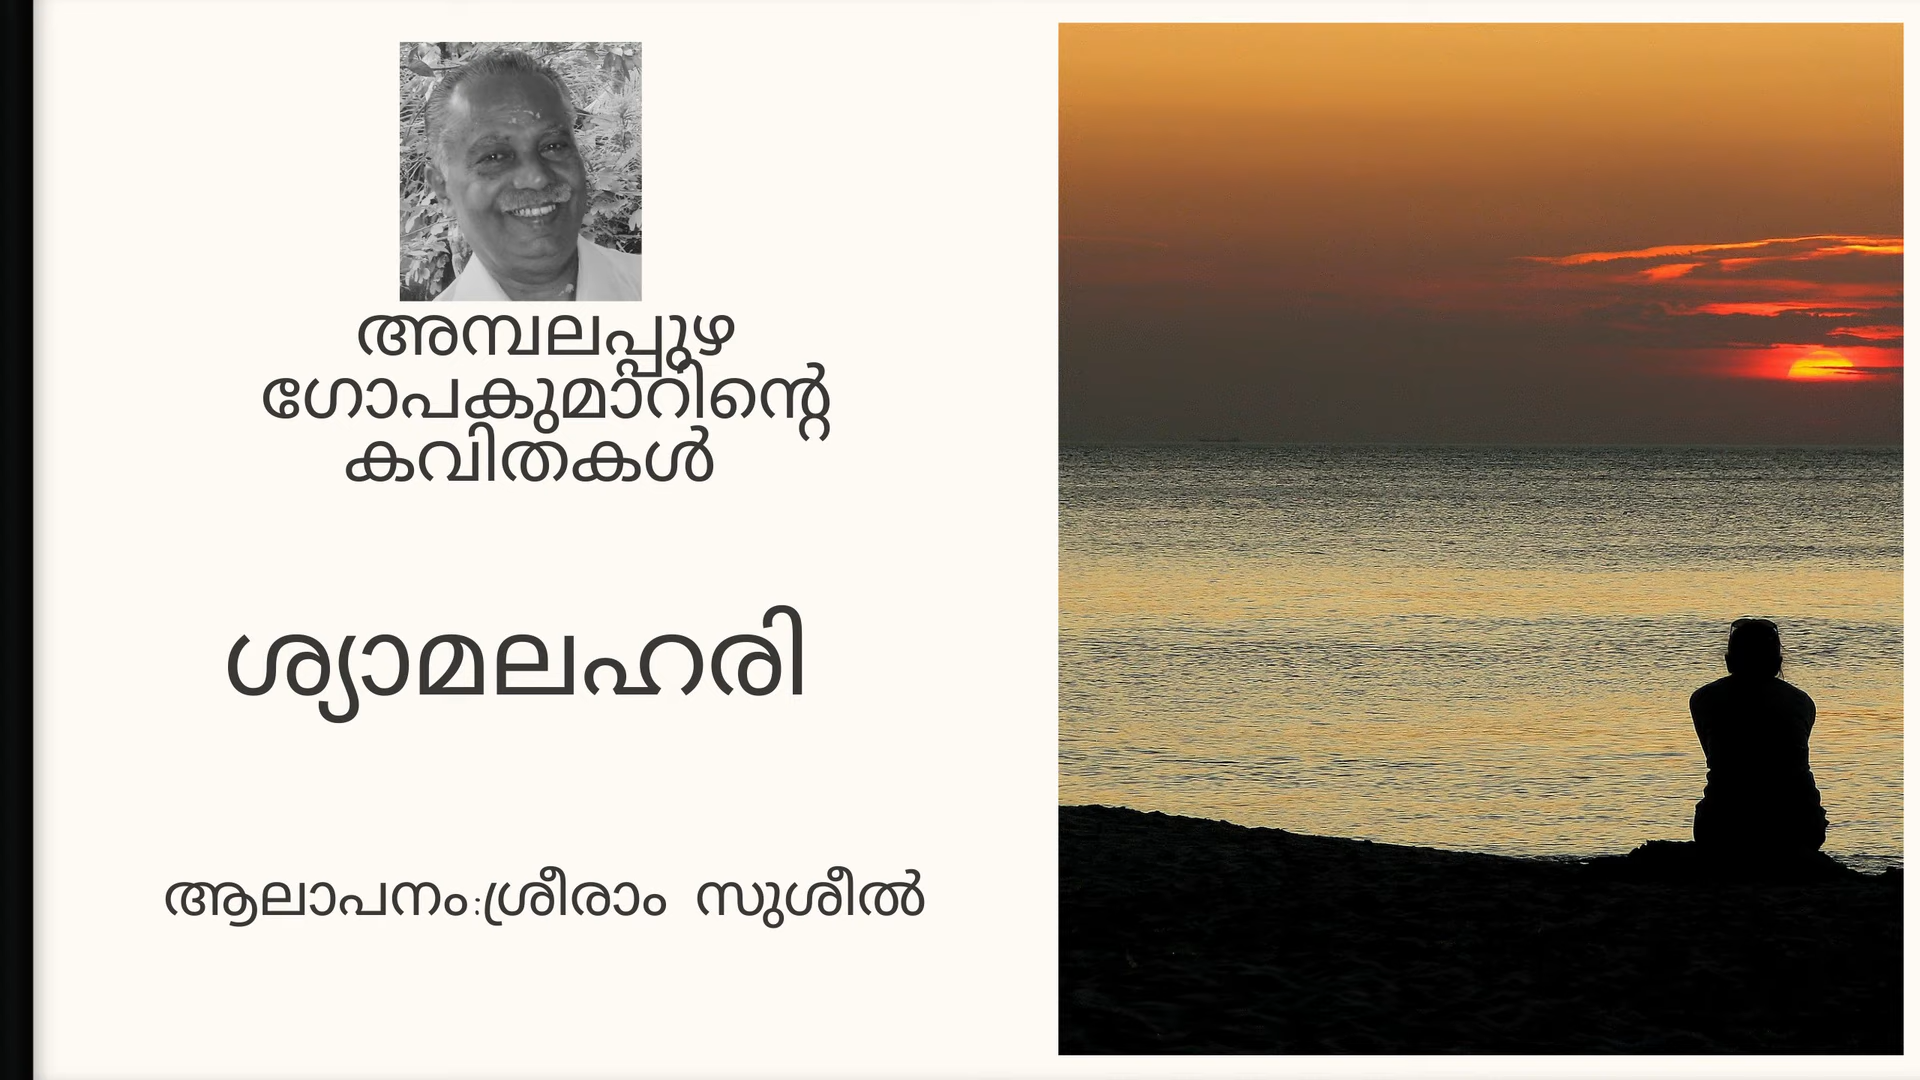 അമ്പലപ്പുഴ
ഗോപകുമാറിന്റെ
കവിതകൾ
ശ്യാമലഹരി
ആലാപനം:ശ്രീരാം സുശീൽ